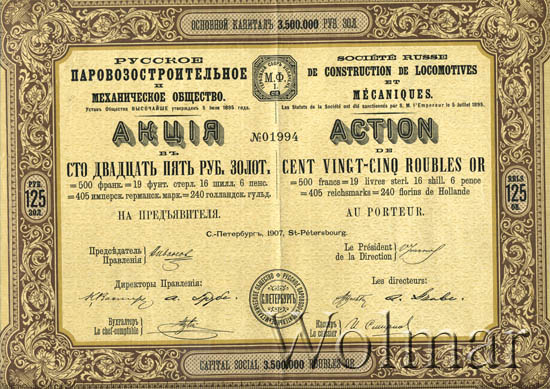 ОСНОВНОЙ КАПИТАЛЪ 3.500.000 РУБ. ЗОЛ.
РУССКОЕ
ПАРОВОЗОСТРОИТЕЛЬНОЕ
И
МЕХАНИЧЕСКОЕ ОБЩЕСТВО.
Уставъ Общества ВЫСОЧАЙШЕ утвержденъ 5 Іюля 1895 года.
М.Ф.
SOCIÉTÉ RUSSE
DE CONSTRUCTION DE LOCOMOTIVES
ET
MÉCANIQUES.
Les Statuts de la Société ont été sanctionnés par S. M. l'Empereur le 5 Juillet 1895.
АКЦІЯ
ВЪ
СТО ДВАДЦАТЬ ПЯТЬ РУБ. ЗОЛОТ.
= 500 франк. = 19 фунт. стерл. 16 шилл. 6 пенс.
= 405 имперск. германск. марк. = 240 голландск. гульд.
НА ПРЕДЪЯВИТЕЛЯ.
№ 01994
ACTION
DE
CENT VINGT-CINQ ROUBLES OR
= 500 francs = 19 livres sterl. 16 shill. 6 pence
= 405 reichsmarks = 240 florins de Hollande
AU PORTEUR.
РУБ. 125 ЗОЛ.
RBLS. 125 OR.
С.-Петербургъ, 1907, St-Pétersbourg.
Предсѣдатель
Правленія
Le Président
de la Direction
Директоры Правленія:
Les directeurs:
С.ПЕТЕРБУРГЪ
Бухгалтеръ
Le chef-comptable
Кассиръ
Le caissier
CAPITAL SOCIAL 3.500.000 ROUBLES OR
Wolmar